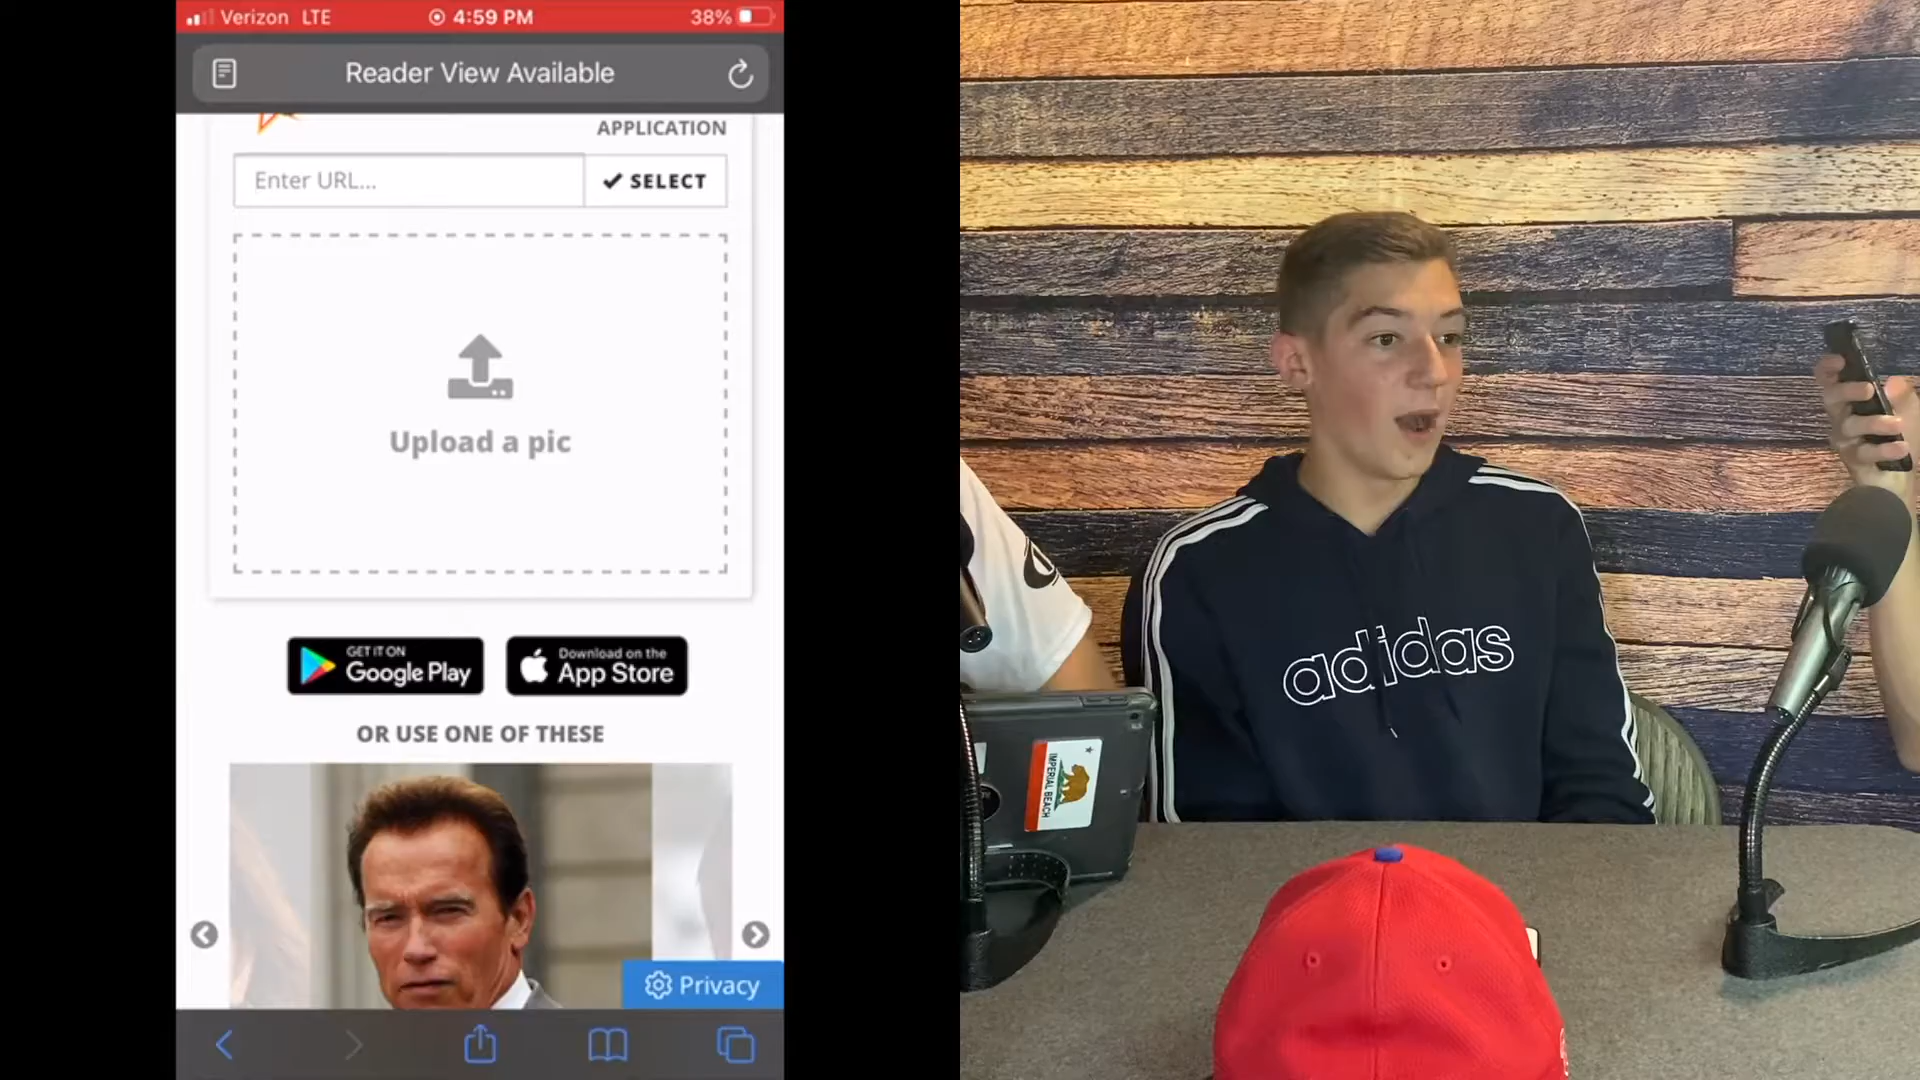 Verizon LTE
4:59 PM
38%
Reader View Available
APPLICATION
Enter URL...
SELECT
Upload a pic
GET IT ON
Google Play
Download on the
App Store
OR USE ONE OF THESE
Privacy
adidas
IMPERIAL BEACH